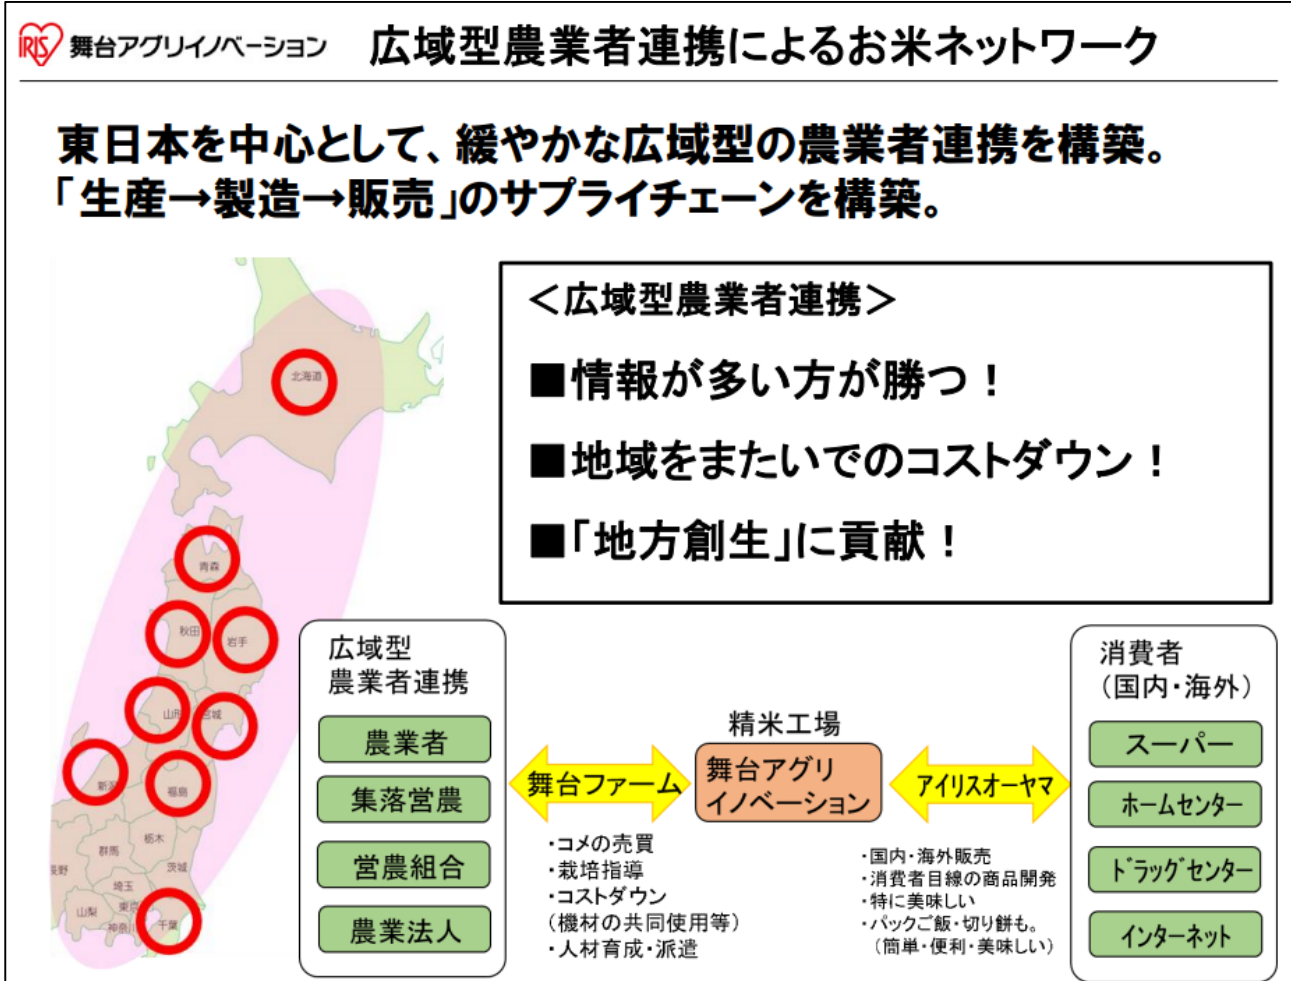 IRIS 舞台アグリイノベーション 広域型農業者連携によるお米ネットワーク
東日本を中心として、緩やかな広域型の農業者連携を構築。
「生産→製造→販売」のサプライチェーンを構築。
＜広域型農業者連携＞
■情報が多い方が勝つ！
■地域をまたいでのコストダウン！
■「地方創生」に貢献！
北海道
青森
秋田
岩手
山形
宮城
新潟
福島
栃木
群馬
茨城
長野
埼玉
東京
山梨
神奈川
千葉
広域型
農業者連携
農業者
集落営農
営農組合
農業法人
舞台ファーム
・コメの売買
・栽培指導
・コストダウン
(機材の共同使用等)
・人材育成・派遣
精米工場
舞台アグリ
イノベーション
アイリスオーヤマ
・国内・海外販売
・消費者目線の商品開発
・特に美味しい
・パックご飯・切り餅も。
(簡単・便利・美味しい)
消費者
(国内・海外)
スーパー
ホームセンター
ドラッグセンター
インターネット